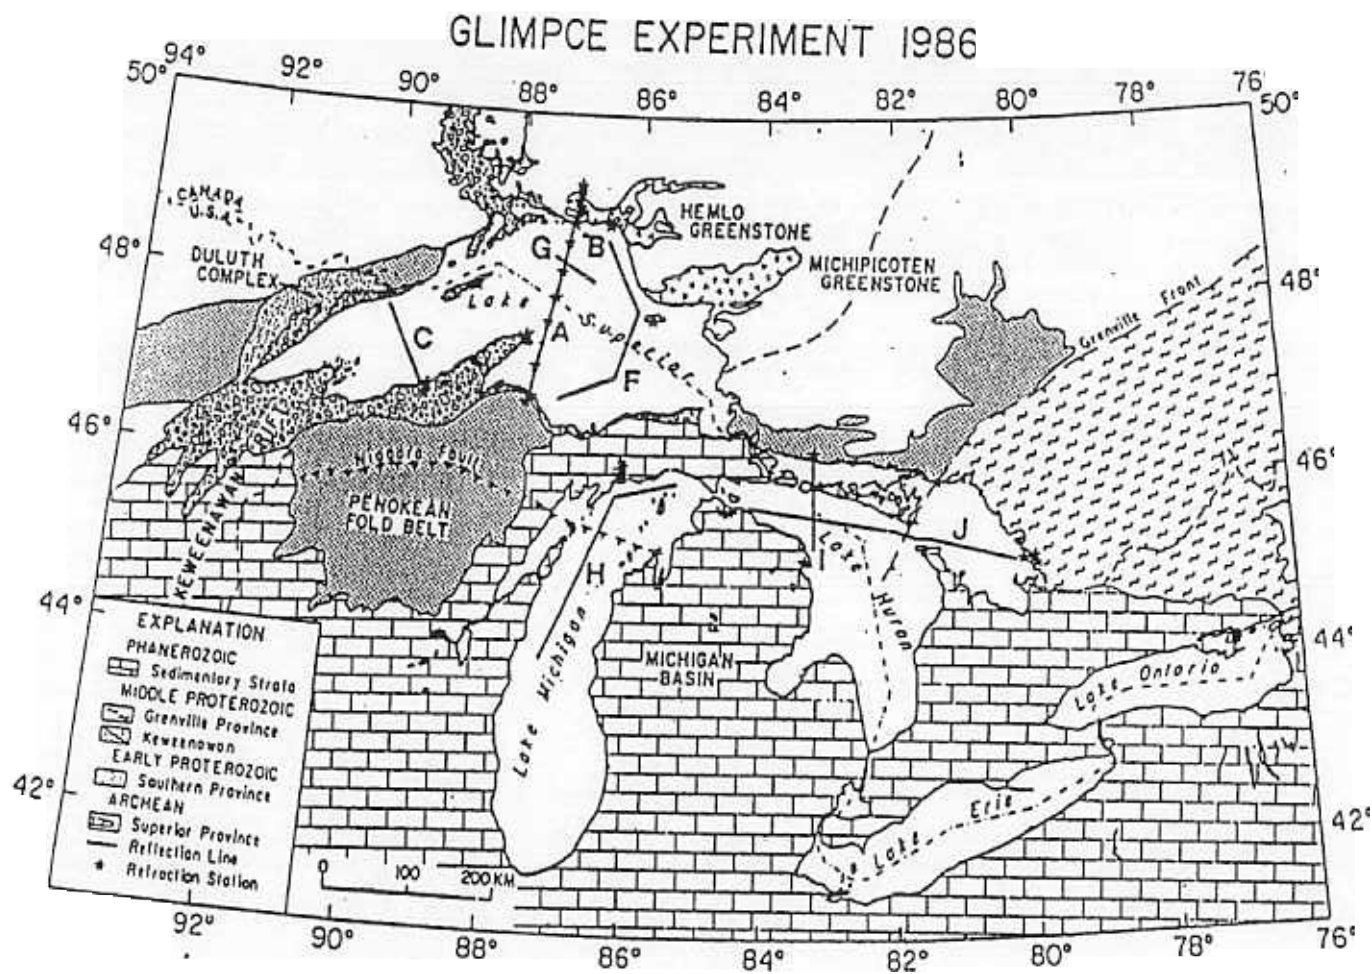 GLIMPCE EXPERIMENT 1986
94° 92° 90° 88° 86° 84° 82° 80° 78° 76°
50° 50°
CANADA
U.S.A.
HEMLO
GREENSTONE
48°
DULUTH
COMPLEX
G B
MICHIPICOTEN
GREENSTONE
48°
Lake Superior
Grenville Front
C A
F
46°
KEWEENAWAN RIFT
Niagara Fault
46°
PENOKEAN
FOLD BELT
J
H I
Lake Huron
44°
44°
EXPLANATION
PHANEROZOIC
Sedimentary Strata
MIDDLE PROTEROZOIC
Grenville Province
Keweenawan
EARLY PROTEROZOIC
Southern Province
ARCHEAN
Superior Province
Reflection Line
Refraction Station
Lake Michigan
MICHIGAN
BASIN
Lake Ontario
42°
Lake Erie
42°
0 100 200 KM
92° 90° 88° 86° 84° 82° 80° 78° 76°